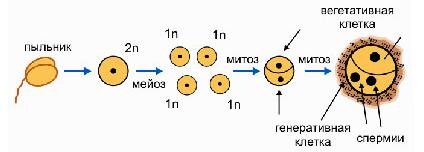 пыльник
2n
мейоз
1n
1n
1n
1n
митоз
вегетативная
клетка
митоз
генеративная
клетка
спермии